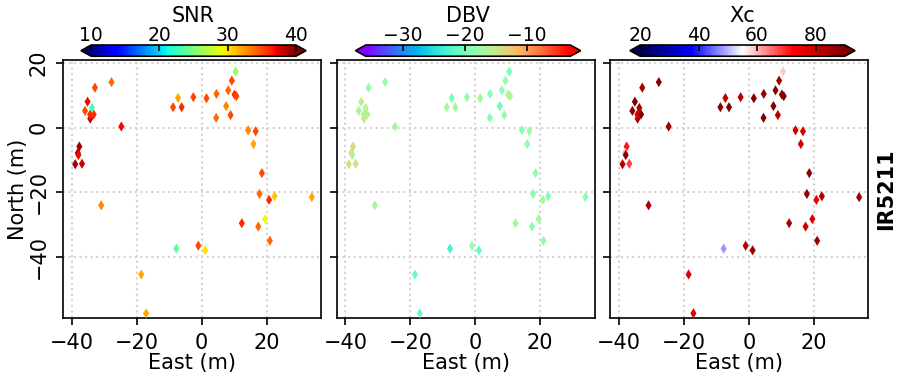 SNR DBV Xc
10 20 30 40 −30 −20 −10 20 40 60 80
20
0
−20
−40
North (m)
IR5211
−40 −20 0 20 −40 −20 0 20 −40 −20 0 20
East (m) East (m) East (m)